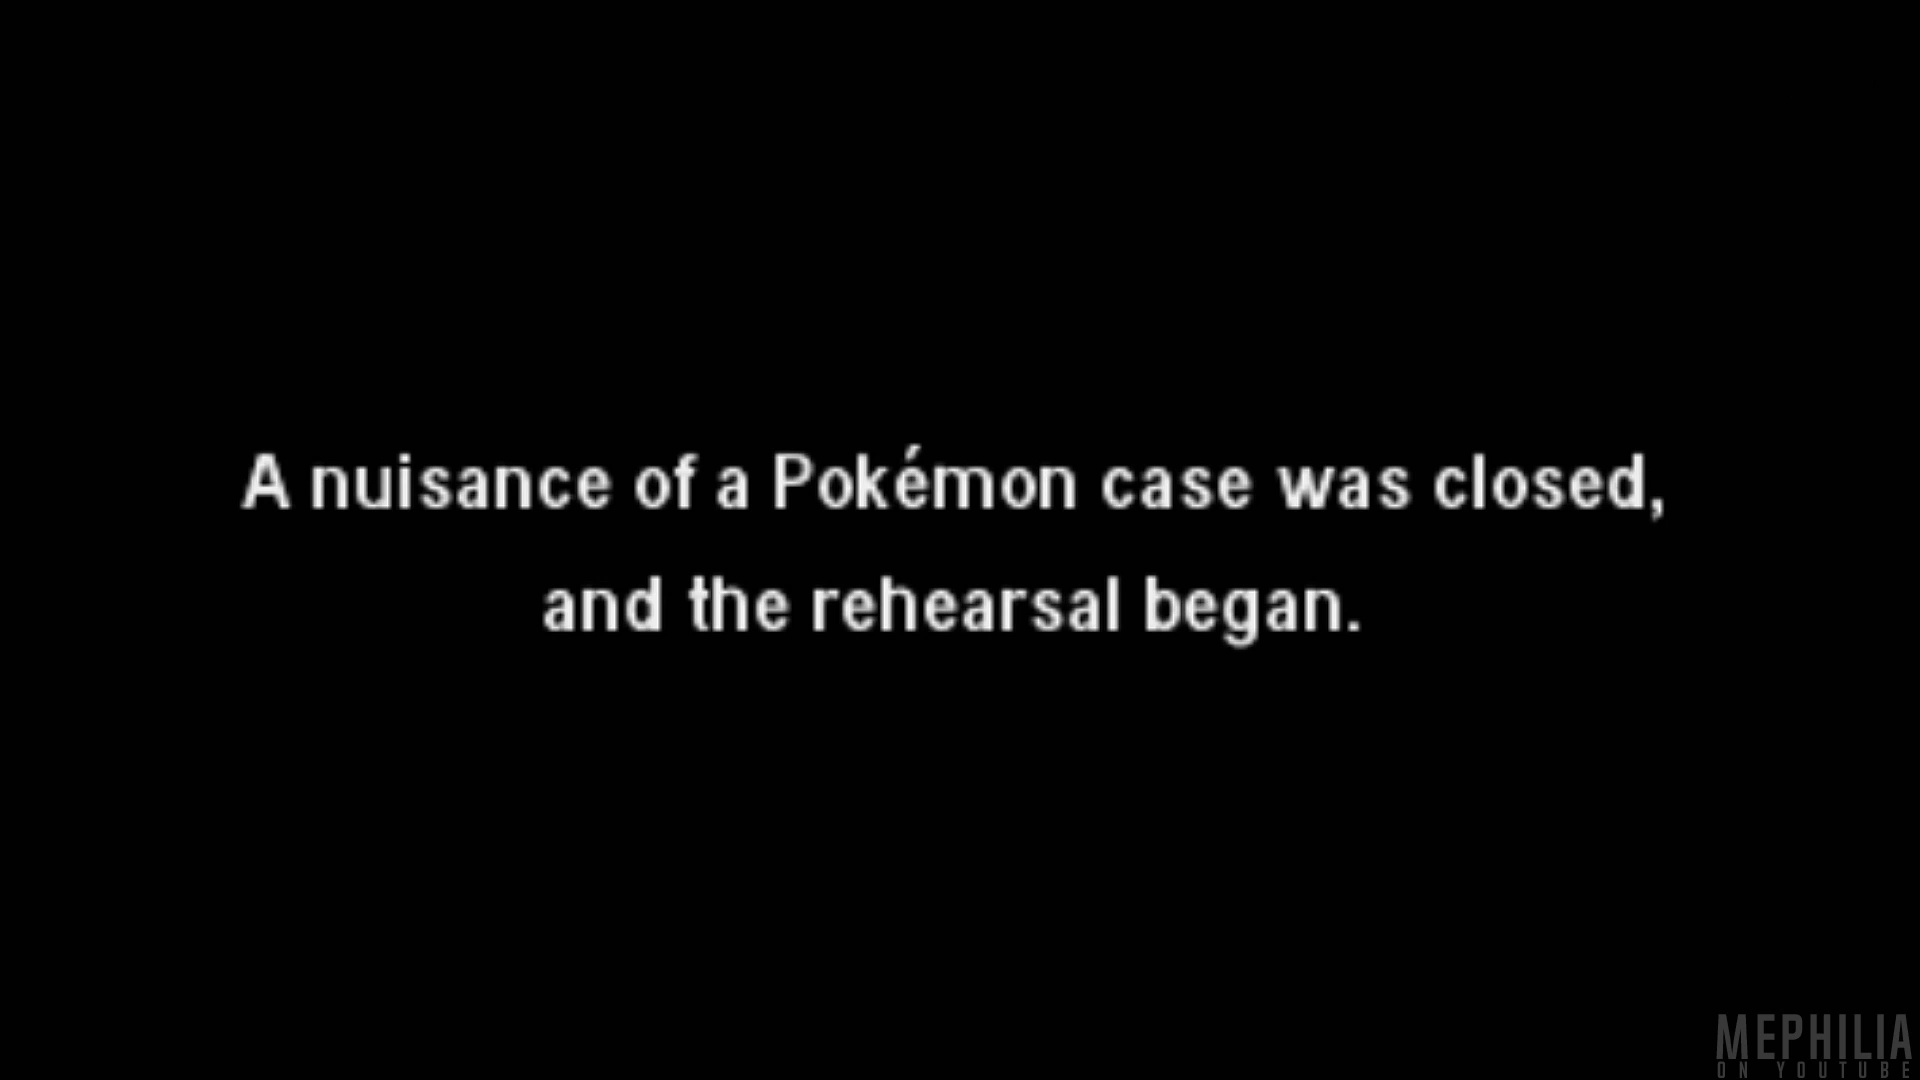 A nuisance of a Pokémon case was closed,
and the rehearsal began.
MEPHILIA
ON YOUTUBE